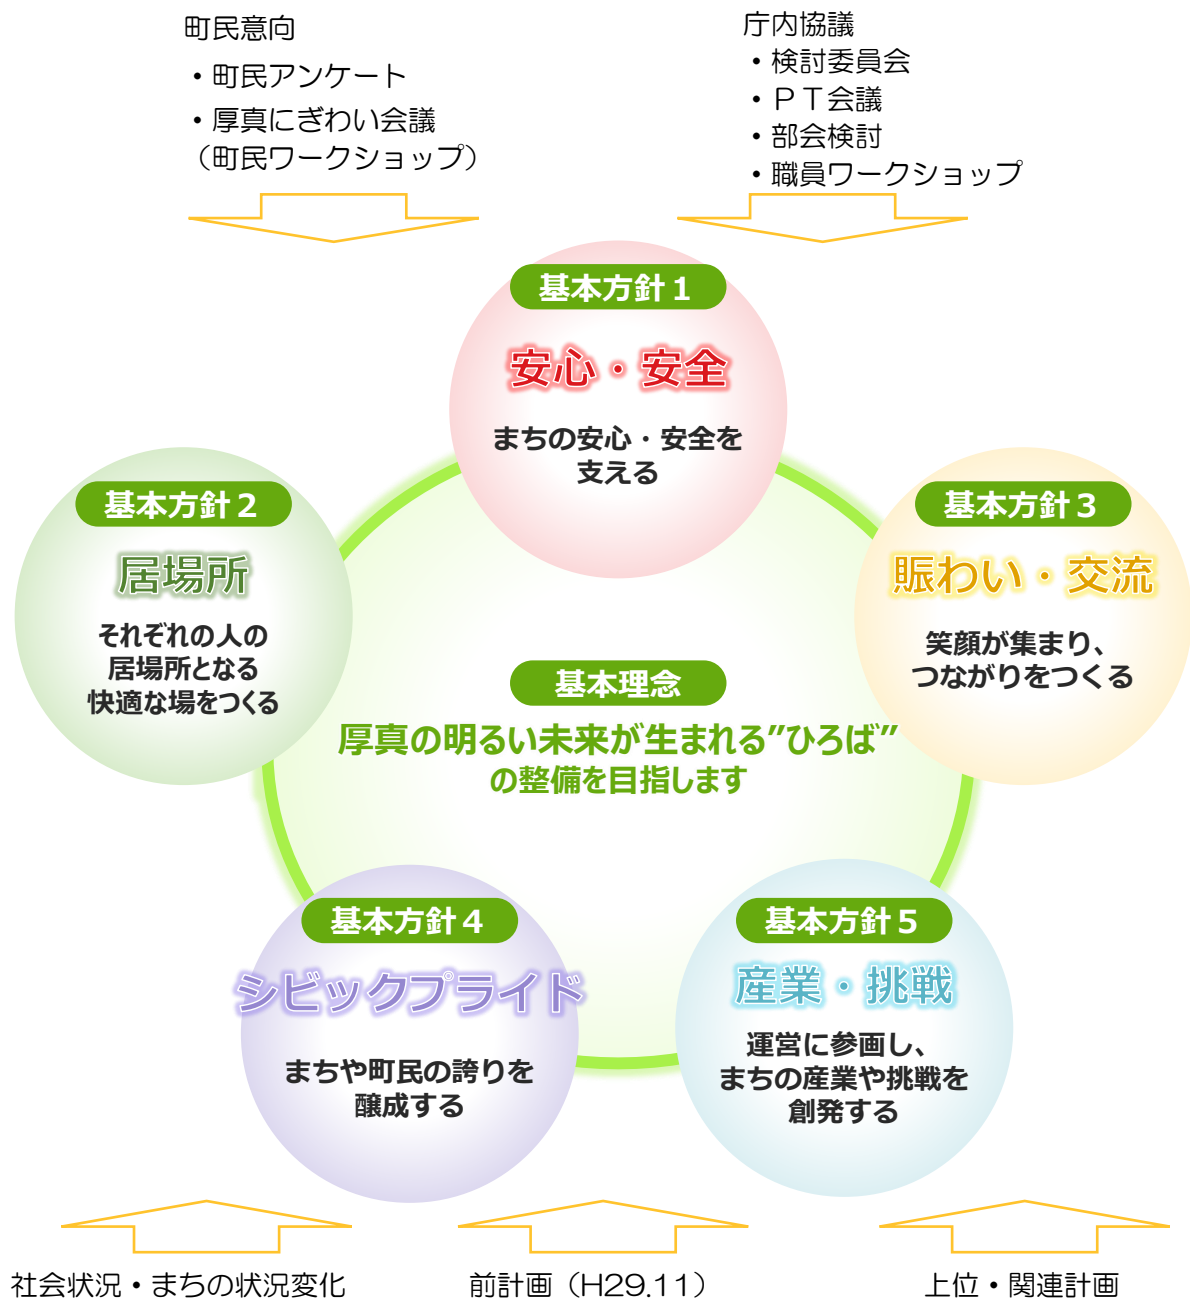 町民意向
・町民アンケート
・厚真にぎわい会議
（町民ワークショップ）
庁内協議
・検討委員会
・ＰＴ会議
・部会検討
・職員ワークショップ
基本方針１
安心・安全
まちの安心・安全を
支える
基本方針２
居場所
それぞれの人の
居場所となる
快適な場をつくる
基本方針３
賑わい・交流
笑顔が集まり、
つながりをつくる
基本理念
厚真の明るい未来が生まれる”ひろば”
の整備を目指します
基本方針４
シビックプライド
まちや町民の誇りを
醸成する
基本方針５
産業・挑戦
運営に参画し、
まちの産業や挑戦を
創発する
社会状況・まちの状況変化
前計画（H29.11）
上位・関連計画